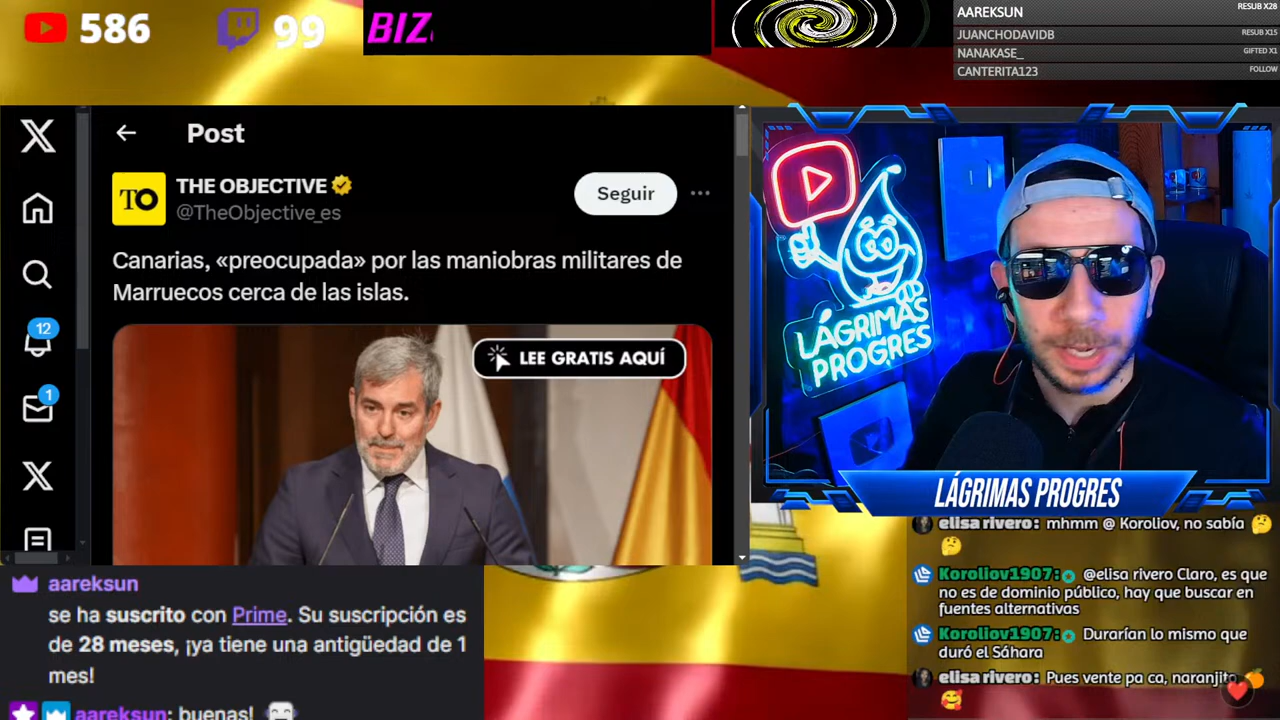 586
99
BIZ
AAREKSUN
RESUB X28
JUANCHODAVIDB
RESUB X15
NANAKASE_
GIFTED X1
CANTERITA123
FOLLOW
Post
TO
THE OBJECTIVE
@TheObjective_es
Seguir
Canarias, «preocupada» por las maniobras militares de
Marruecos cerca de las islas.
LEE GRATIS AQUÍ
12
1
LÁGRIMAS
PROGRES
LÁGRIMAS PROGRES
aareksun
se ha suscrito con Prime. Su suscripción es
de 28 meses, ¡ya tiene una antigüedad de 1
mes!
aareksun: buenas!
elisa rivero: mhmm @ Koroliov, no sabía 🤔
🤔
Koroliov1907: @elisa rivero Claro, es que
no es de dominio público, hay que buscar en
fuentes alternativas
Koroliov1907: Durarían lo mismo que
duró el Sáhara
elisa rivero: Pues vente pa ca, naranjito 🍊
🥰